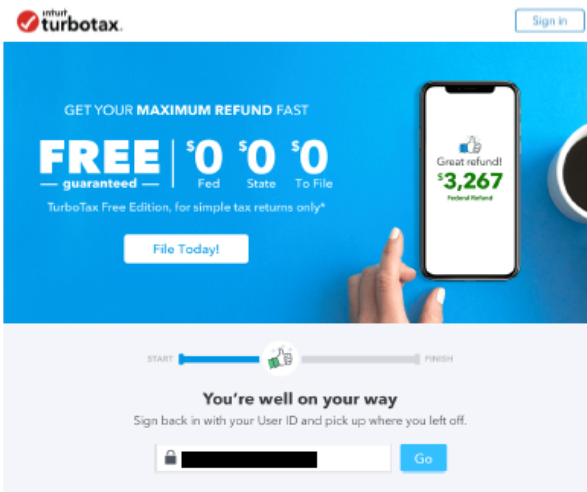 intuit
turbotax.
Sign in
GET YOUR MAXIMUM REFUND FAST
FREE
guaranteed
$0 $0 $0
Fed State To File
TurboTax Free Edition, for simple tax returns only*
File Today!
Great refund!
$3,267
Federal Refund
START
FINISH
You're well on your way
Sign back in with your User ID and pick up where you left off.
Go